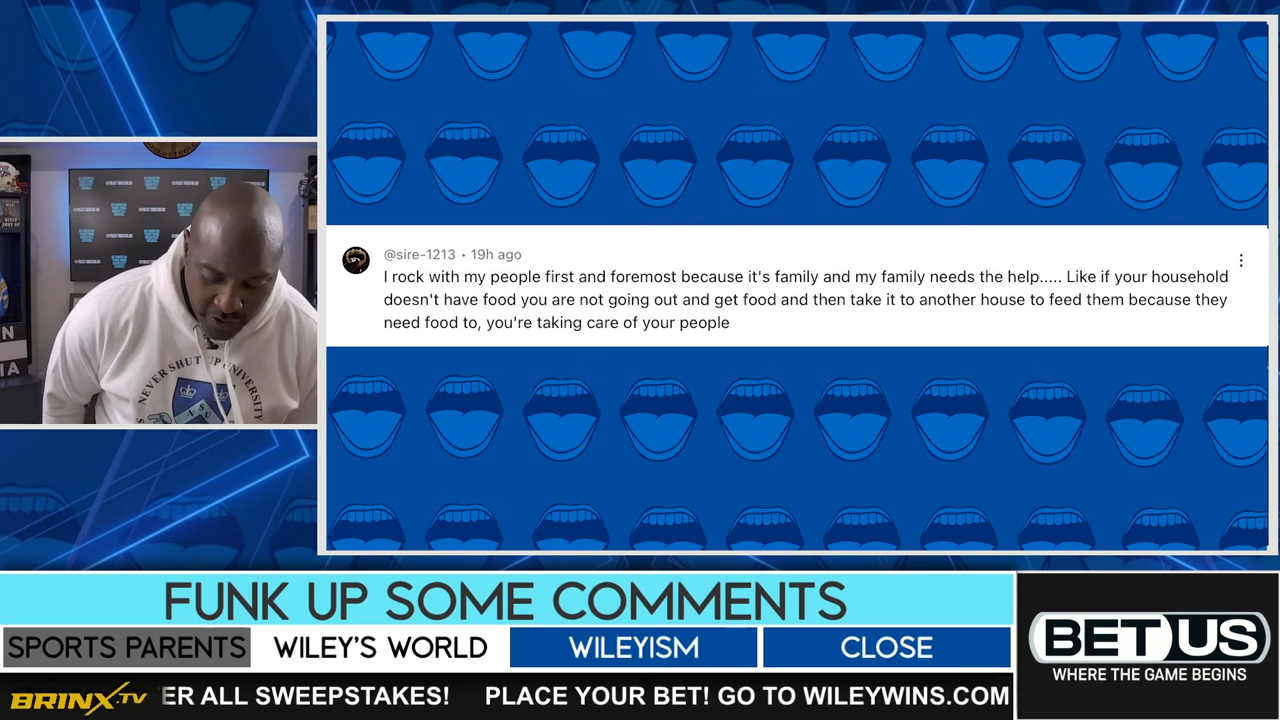 @sire-1213 • 19h ago
I rock with my people first and foremost because it's family and my family needs the help..... Like if your household
doesn't have food you are not going out and get food and then take it to another house to feed them because they
need food to, you're taking care of your people
NEVER SHUT UP UNIVERSITY
NSU
N
IA
FUNK UP SOME COMMENTS
SPORTS PARENTS
WILEY'S WORLD
WILEYISM
CLOSE
BET US
WHERE THE GAME BEGINS
BRINX.TV
ER ALL SWEEPSTAKES! PLACE YOUR BET! GO TO WILEYWINS.COM